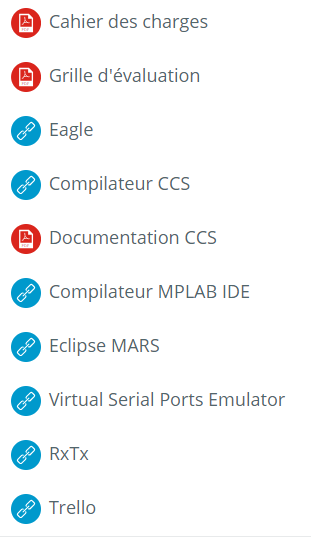 Cahier des charges
Grille d'évaluation
Eagle
Compilateur CCS
Documentation CCS
Compilateur MPLAB IDE
Eclipse MARS
Virtual Serial Ports Emulator
RxTx
Trello